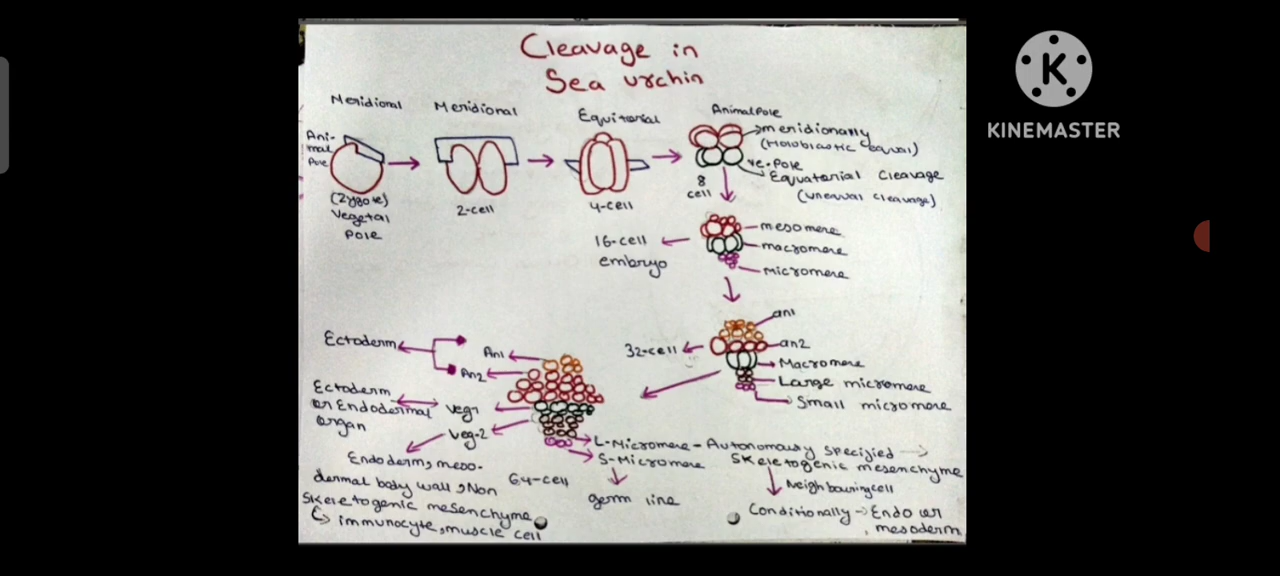 Cleavage in
Sea urchin
Meridional
Meridional
Equitorial
Animal Pole
Ani-
mal
Pole
meridionally
(Holoblastic equal)
ve. Pole
Equatorial Cleavage
(unequal cleavage)
(Zygote)
Vegetal
Pole
2-cell
4-cell
8
cell
16-cell
embryo
mesomere
macromere
Micromere
an1
an2
32-cell
Macromere
Large micromere
Small micromere
Ectoderm
An1
An2
Ectoderm
or Endodermal
organ
Veg1
Veg-2
Endoderm, meso-
dermal body wall, Non
Skeletogenic mesenchyme
immunocyte, muscle cell
64-cell
L-Micromere - Autonomously specified
Skeletogenic mesenchyme
S-Micromere
germ line
Neighbouring cell
Conditionally Endo or
mesoderm
K
KINEMASTER